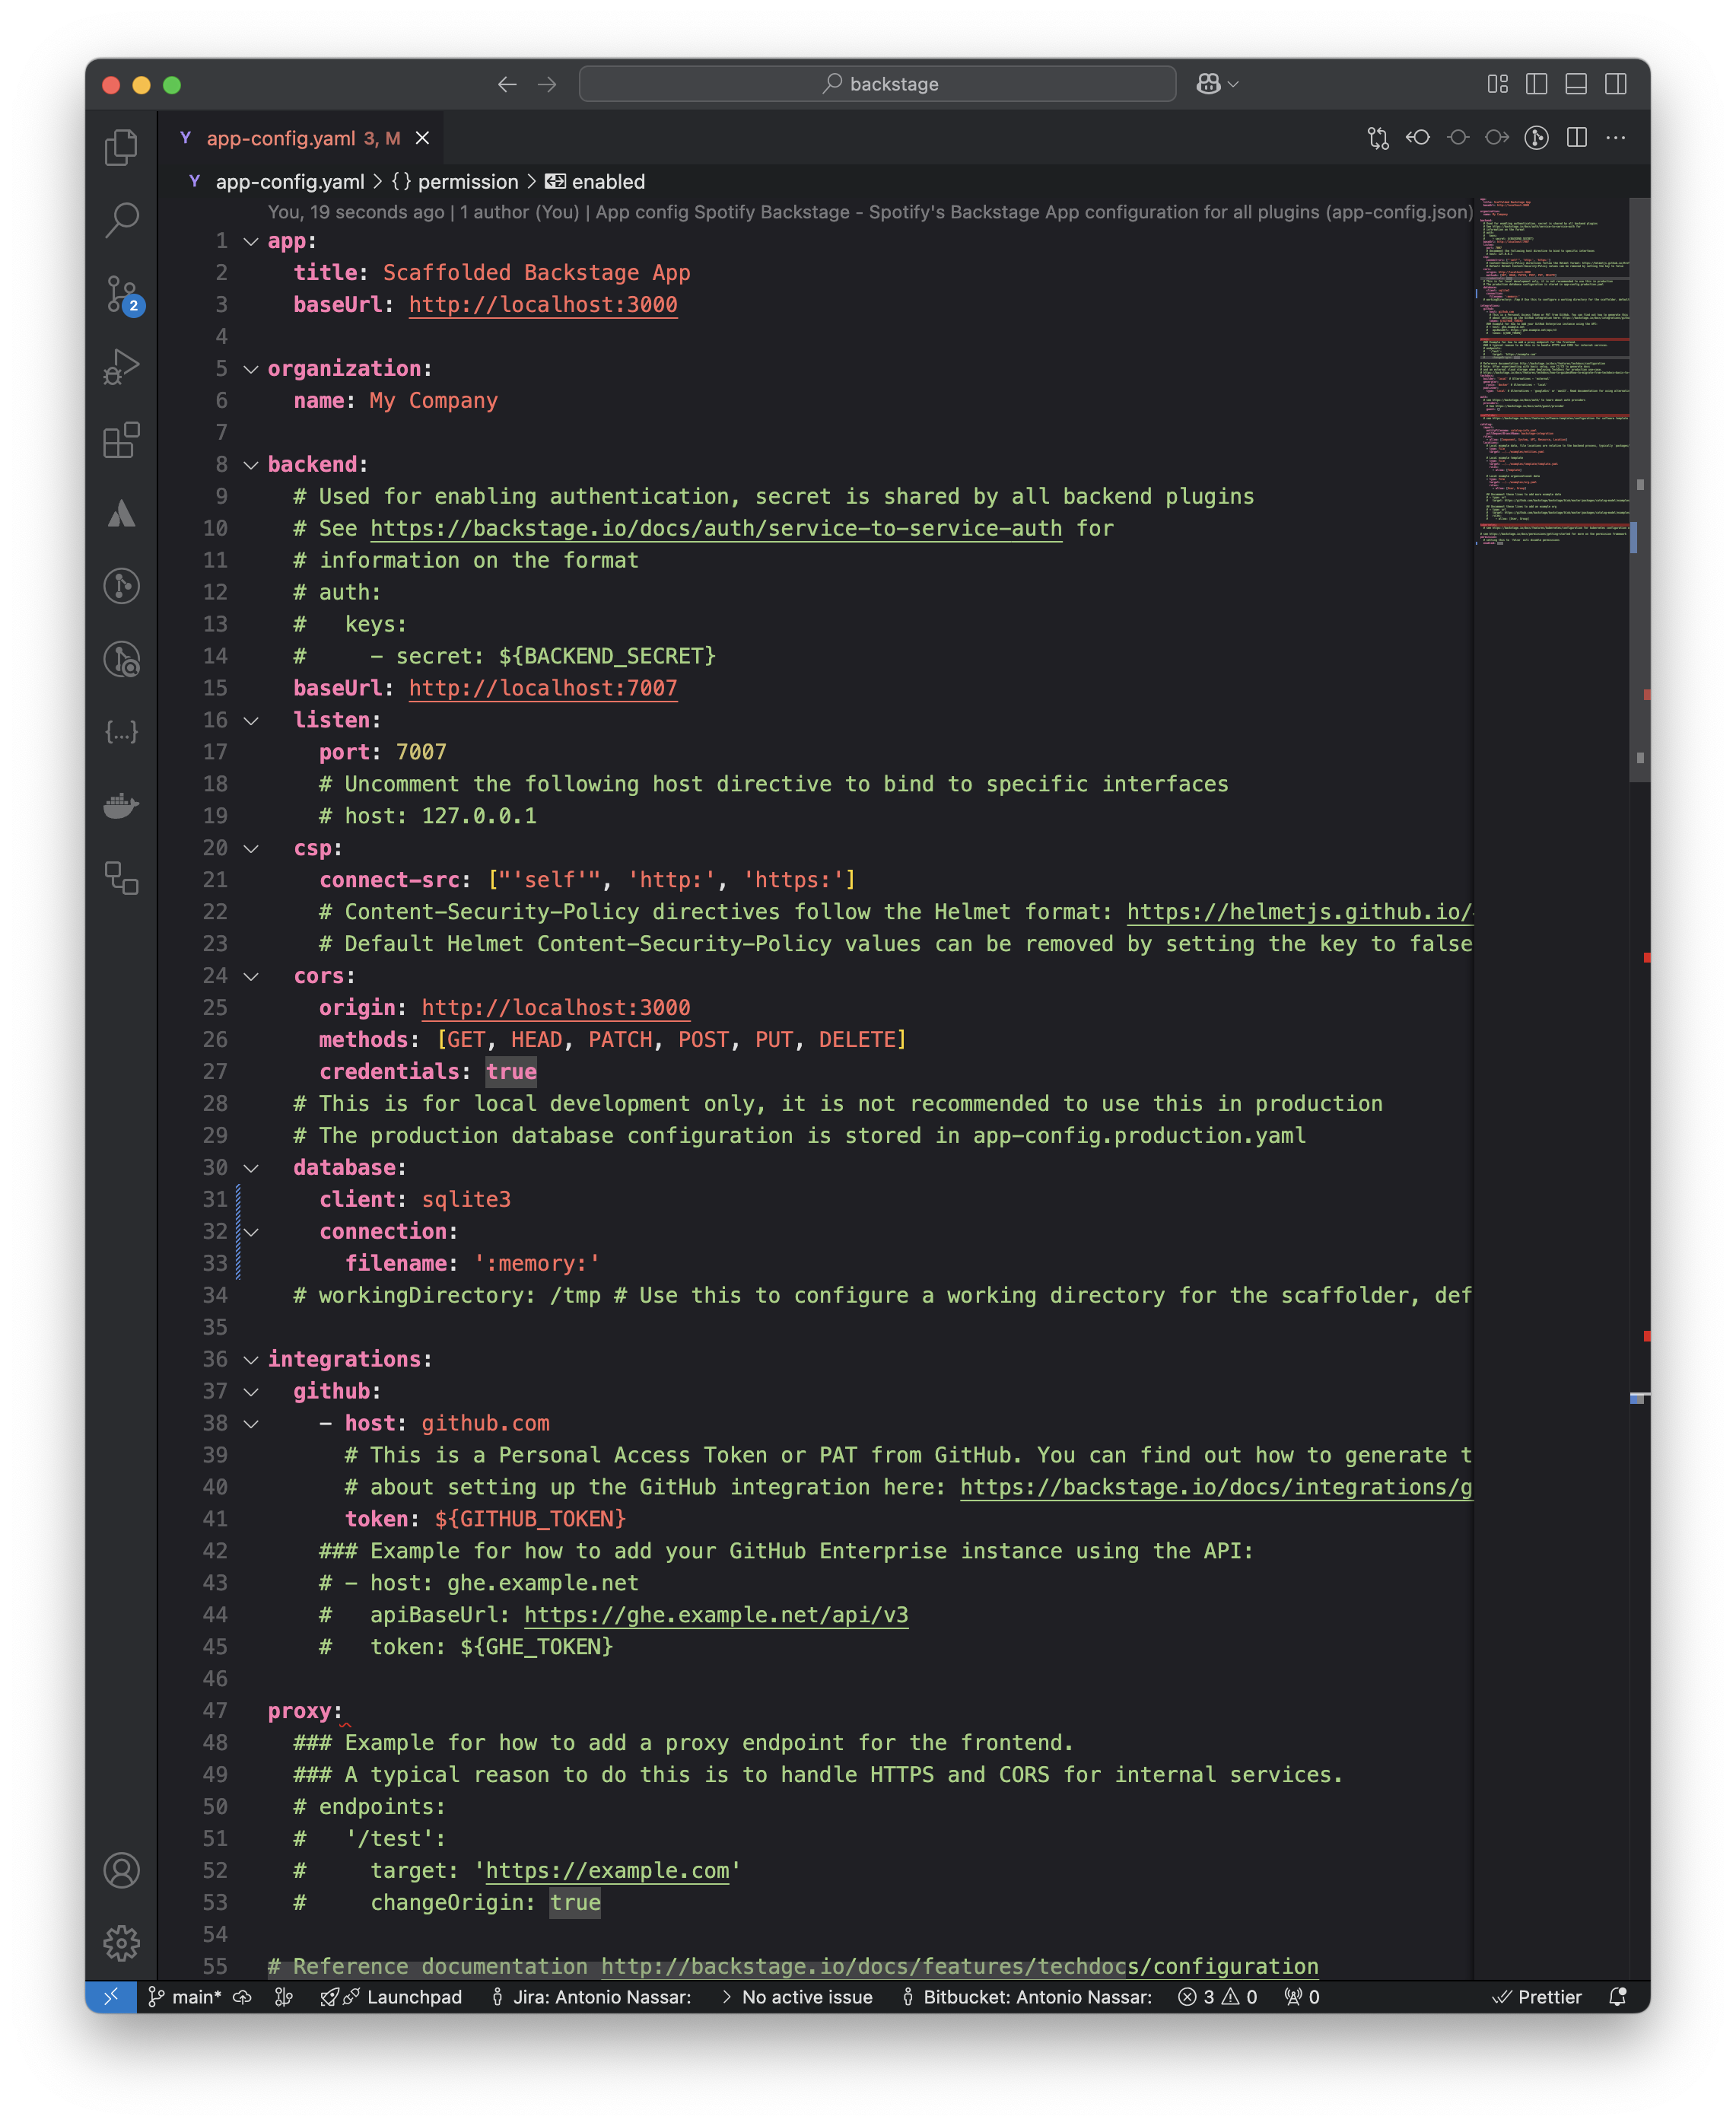 backstage
Y app-config.yaml 3, M
Y app-config.yaml > {} permission > enabled
You, 19 seconds ago | 1 author (You) | App config Spotify Backstage - Spotify's Backstage App configuration for all plugins (app-config.json)
1 app:
2   title: Scaffolded Backstage App
3   baseUrl: http://localhost:3000
4
5 organization:
6   name: My Company
7
8 backend:
9   # Used for enabling authentication, secret is shared by all backend plugins
10   # See https://backstage.io/docs/auth/service-to-service-auth for
11   # information on the format
12   # auth:
13   #   keys:
14   #     - secret: ${BACKEND_SECRET}
15   baseUrl: http://localhost:7007
16   listen:
17     port: 7007
18     # Uncomment the following host directive to bind to specific interfaces
19     # host: 127.0.0.1
20   csp:
21     connect-src: ["'self'", 'http:', 'https:']
22     # Content-Security-Policy directives follow the Helmet format: https://helmetjs.github.io/
23     # Default Helmet Content-Security-Policy values can be removed by setting the key to false
24   cors:
25     origin: http://localhost:3000
26     methods: [GET, HEAD, PATCH, POST, PUT, DELETE]
27     credentials: true
28   # This is for local development only, it is not recommended to use this in production
29   # The production database configuration is stored in app-config.production.yaml
30   database:
31     client: sqlite3
32     connection:
33       filename: ':memory:'
34   # workingDirectory: /tmp # Use this to configure a working directory for the scaffolder, def
35
36 integrations:
37   github:
38     - host: github.com
39       # This is a Personal Access Token or PAT from GitHub. You can find out how to generate t
40       # about setting up the GitHub integration here: https://backstage.io/docs/integrations/g
41       token: ${GITHUB_TOKEN}
42     ### Example for how to add your GitHub Enterprise instance using the API:
43     # - host: ghe.example.net
44     #   apiBaseUrl: https://ghe.example.net/api/v3
45     #   token: ${GHE_TOKEN}
46
47 proxy:
48   ### Example for how to add a proxy endpoint for the frontend.
49   ### A typical reason to do this is to handle HTTPS and CORS for internal services.
50   # endpoints:
51   #   '/test':
52   #     target: 'https://example.com'
53   #     changeOrigin: true
54
55 # Reference documentation http://backstage.io/docs/features/techdocs/configuration
2
main* Launchpad Jira: Antonio Nassar: > No active issue Bitbucket: Antonio Nassar: 3 0 0 Prettier